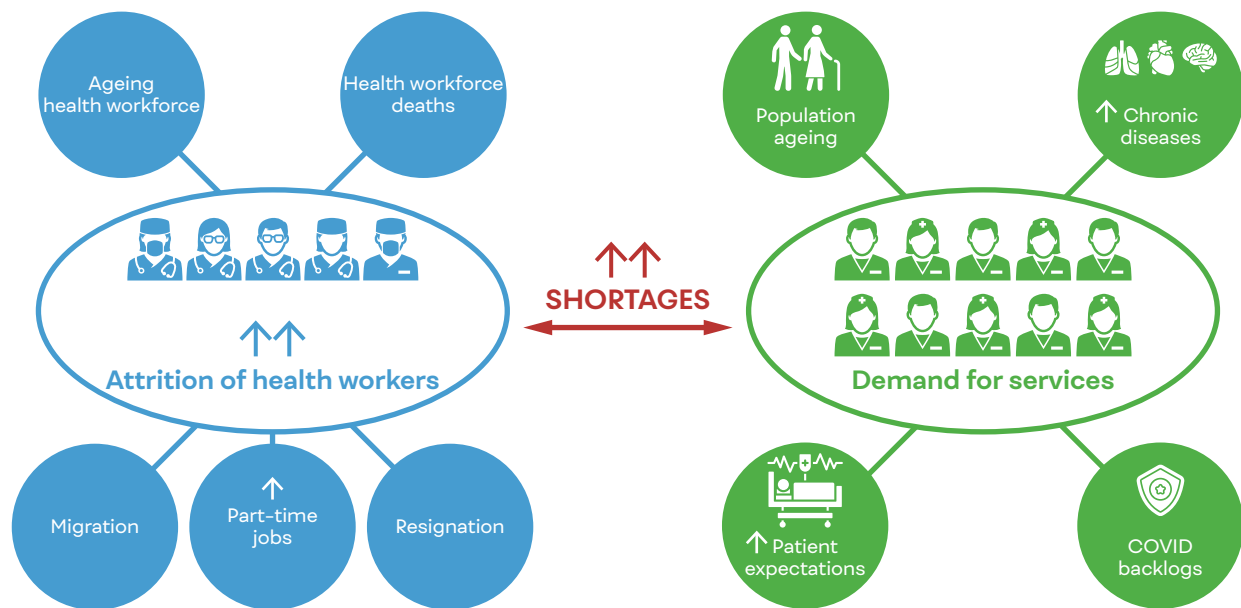 Ageing
health workforce
Health workforce
deaths
Population
ageing
↑ Chronic
diseases
↑↑
SHORTAGES
↑↑
Attrition of health workers
Demand for services
Migration
↑
Part-time
jobs
Resignation
↑ Patient
expectations
COVID
backlogs